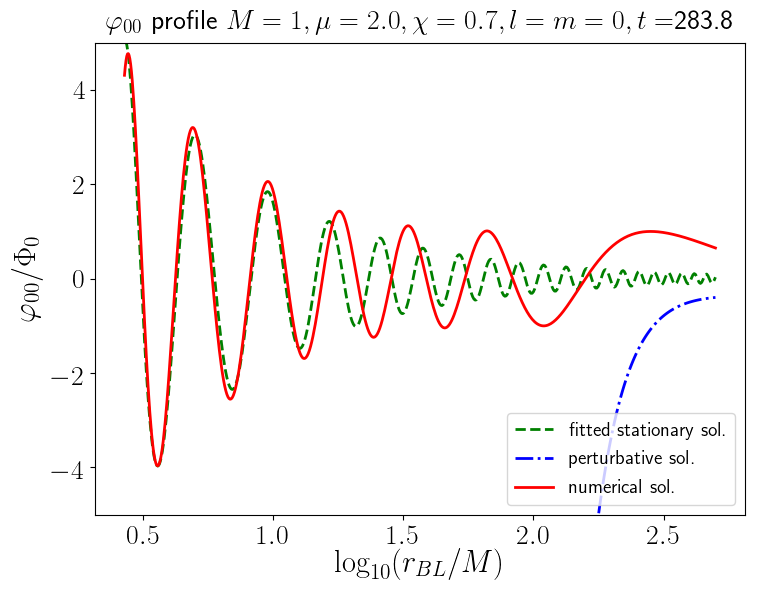 φ₀₀ profile M = 1, μ = 2.0, χ = 0.7, l = m = 0, t =283.8
φ₀₀/Φ₀
4
2
0
−2
−4
fitted stationary sol.
perturbative sol.
numerical sol.
0.5 1.0 1.5 2.0 2.5
log₁₀(r_BL/M)